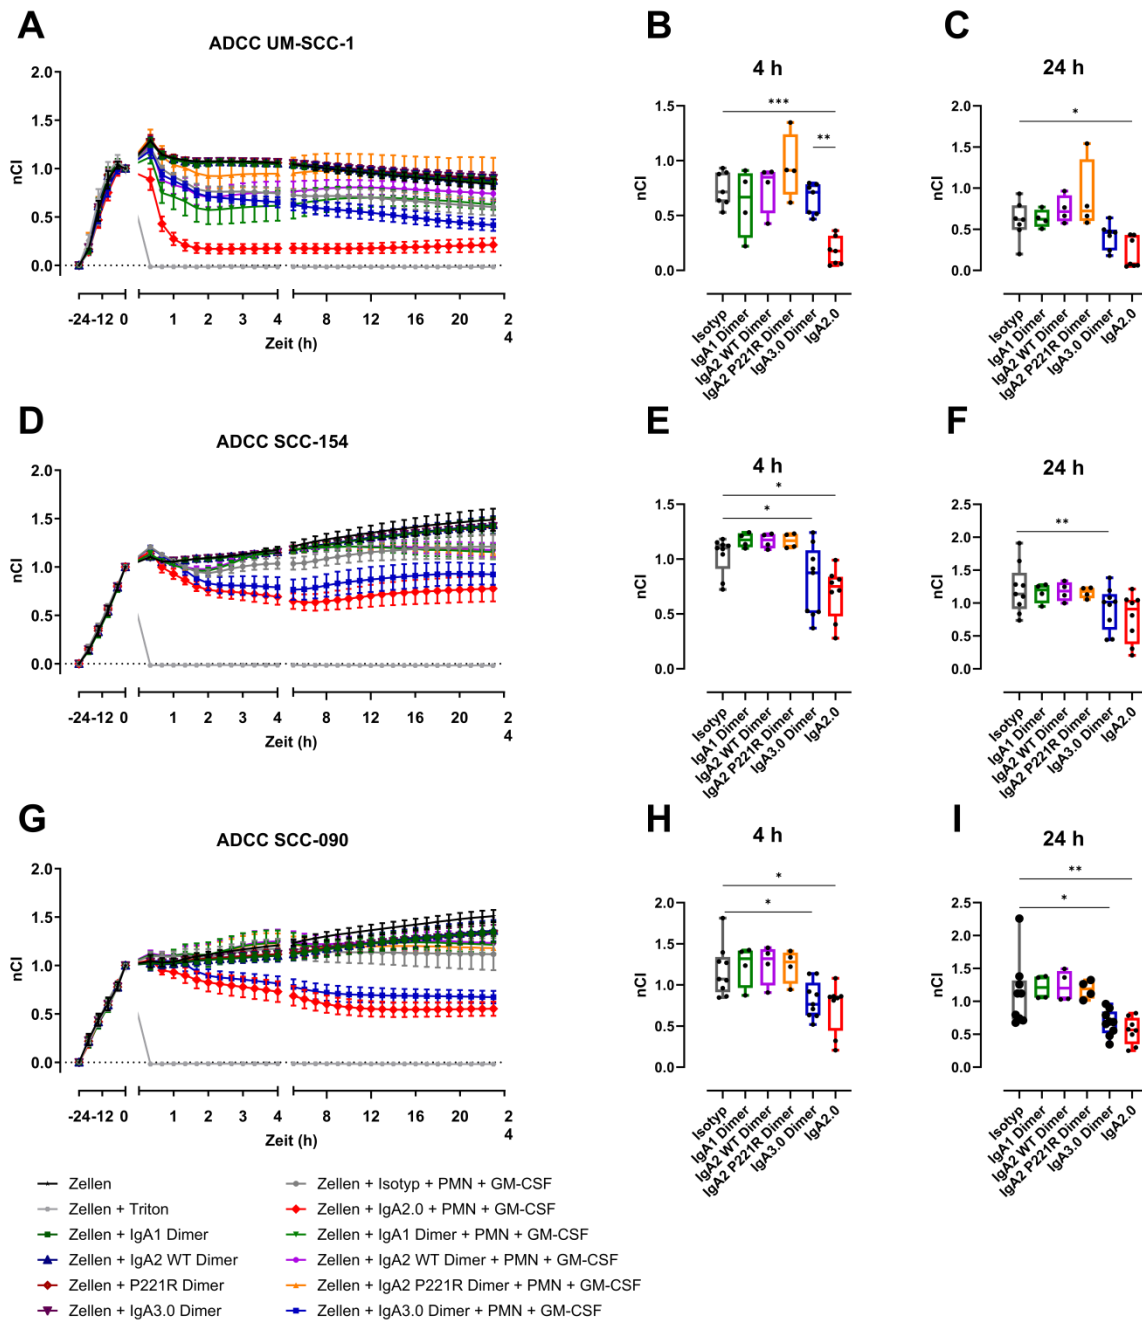 A
ADCC UM-SCC-1
nCI
2.0
1.5
1.0
0.5
0.0
-24 -12 0 1 2 3 4 8 12 16 20 2
4
Zeit (h)
B
4 h
nCI
1.5
1.0
0.5
0.0
***
**
Isotyp
IgA1 Dimer
IgA2 WT Dimer
IgA2 P221R Dimer
IgA3.0 Dimer
IgA2.0
C
24 h
nCI
2.0
1.5
1.0
0.5
0.0
*
Isotyp
IgA1 Dimer
IgA2 WT Dimer
IgA2 P221R Dimer
IgA3.0 Dimer
IgA2.0
D
ADCC SCC-154
nCI
2.0
1.5
1.0
0.5
0.0
-24 -12 0 1 2 3 4 8 12 16 20 2
4
Zeit (h)
E
4 h
nCI
1.5
1.0
0.5
0.0
*
*
Isotyp
IgA1 Dimer
IgA2 WT Dimer
IgA2 P221R Dimer
IgA3.0 Dimer
IgA2.0
F
24 h
nCI
2.5
2.0
1.5
1.0
0.5
0.0
**
Isotyp
IgA1 Dimer
IgA2 WT Dimer
IgA2 P221R Dimer
IgA3.0 Dimer
IgA2.0
G
ADCC SCC-090
nCI
2.0
1.5
1.0
0.5
0.0
-24 -12 0 1 2 3 4 8 12 16 20 2
4
Zeit (h)
H
4 h
nCI
2.0
1.5
1.0
0.5
0.0
*
*
Isotyp
IgA1 Dimer
IgA2 WT Dimer
IgA2 P221R Dimer
IgA3.0 Dimer
IgA2.0
I
24 h
nCI
2.5
2.0
1.5
1.0
0.5
0.0
**
*
Isotyp
IgA1 Dimer
IgA2 WT Dimer
IgA2 P221R Dimer
IgA3.0 Dimer
IgA2.0
Zellen
Zellen + Triton
Zellen + IgA1 Dimer
Zellen + IgA2 WT Dimer
Zellen + P221R Dimer
Zellen + IgA3.0 Dimer
Zellen + Isotyp + PMN + GM-CSF
Zellen + IgA2.0 + PMN + GM-CSF
Zellen + IgA1 Dimer + PMN + GM-CSF
Zellen + IgA2 WT Dimer + PMN + GM-CSF
Zellen + IgA2 P221R Dimer + PMN + GM-CSF
Zellen + IgA3.0 Dimer + PMN + GM-CSF